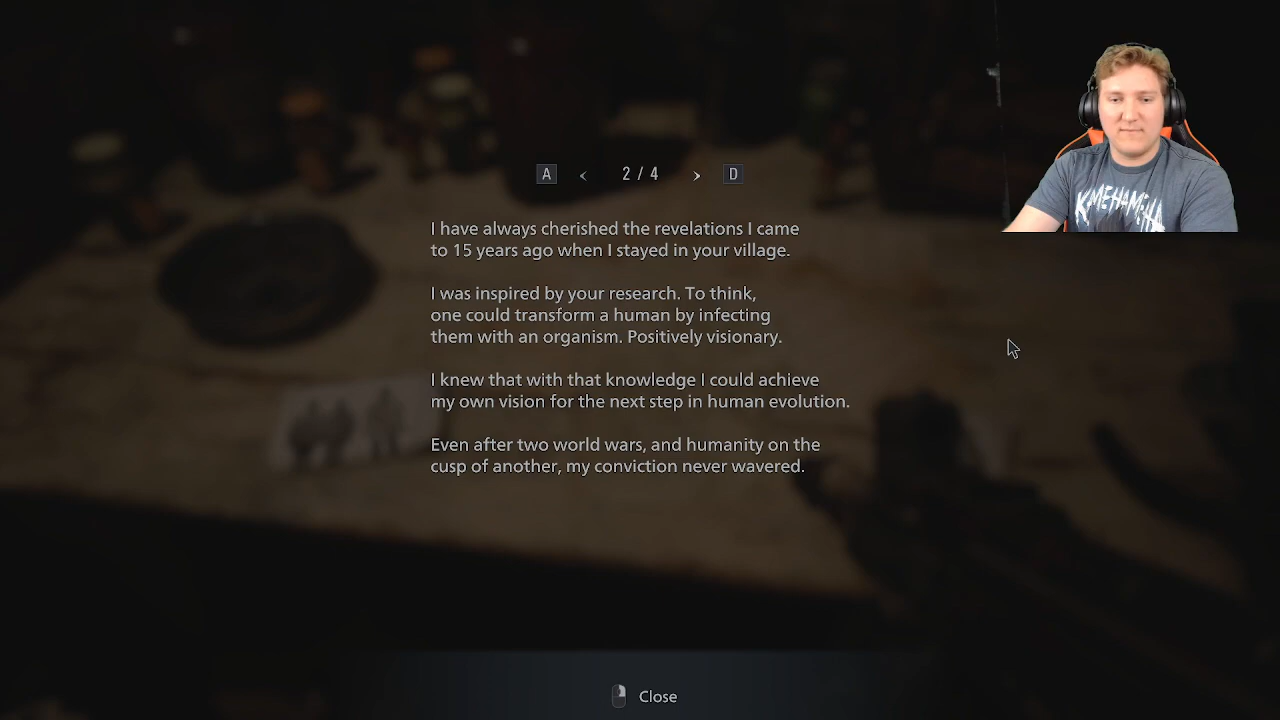 A < 2 / 4 > D
I have always cherished the revelations I came
to 15 years ago when I stayed in your village.
I was inspired by your research. To think,
one could transform a human by infecting
them with an organism. Positively visionary.
I knew that with that knowledge I could achieve
my own vision for the next step in human evolution.
Even after two world wars, and humanity on the
cusp of another, my conviction never wavered.
Close
KAMEHAMEHA